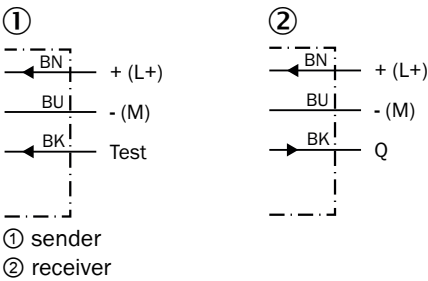 ① ②
BN + (L+) BN + (L+)
BU - (M) BU - (M)
BK Test BK Q
① sender
② receiver